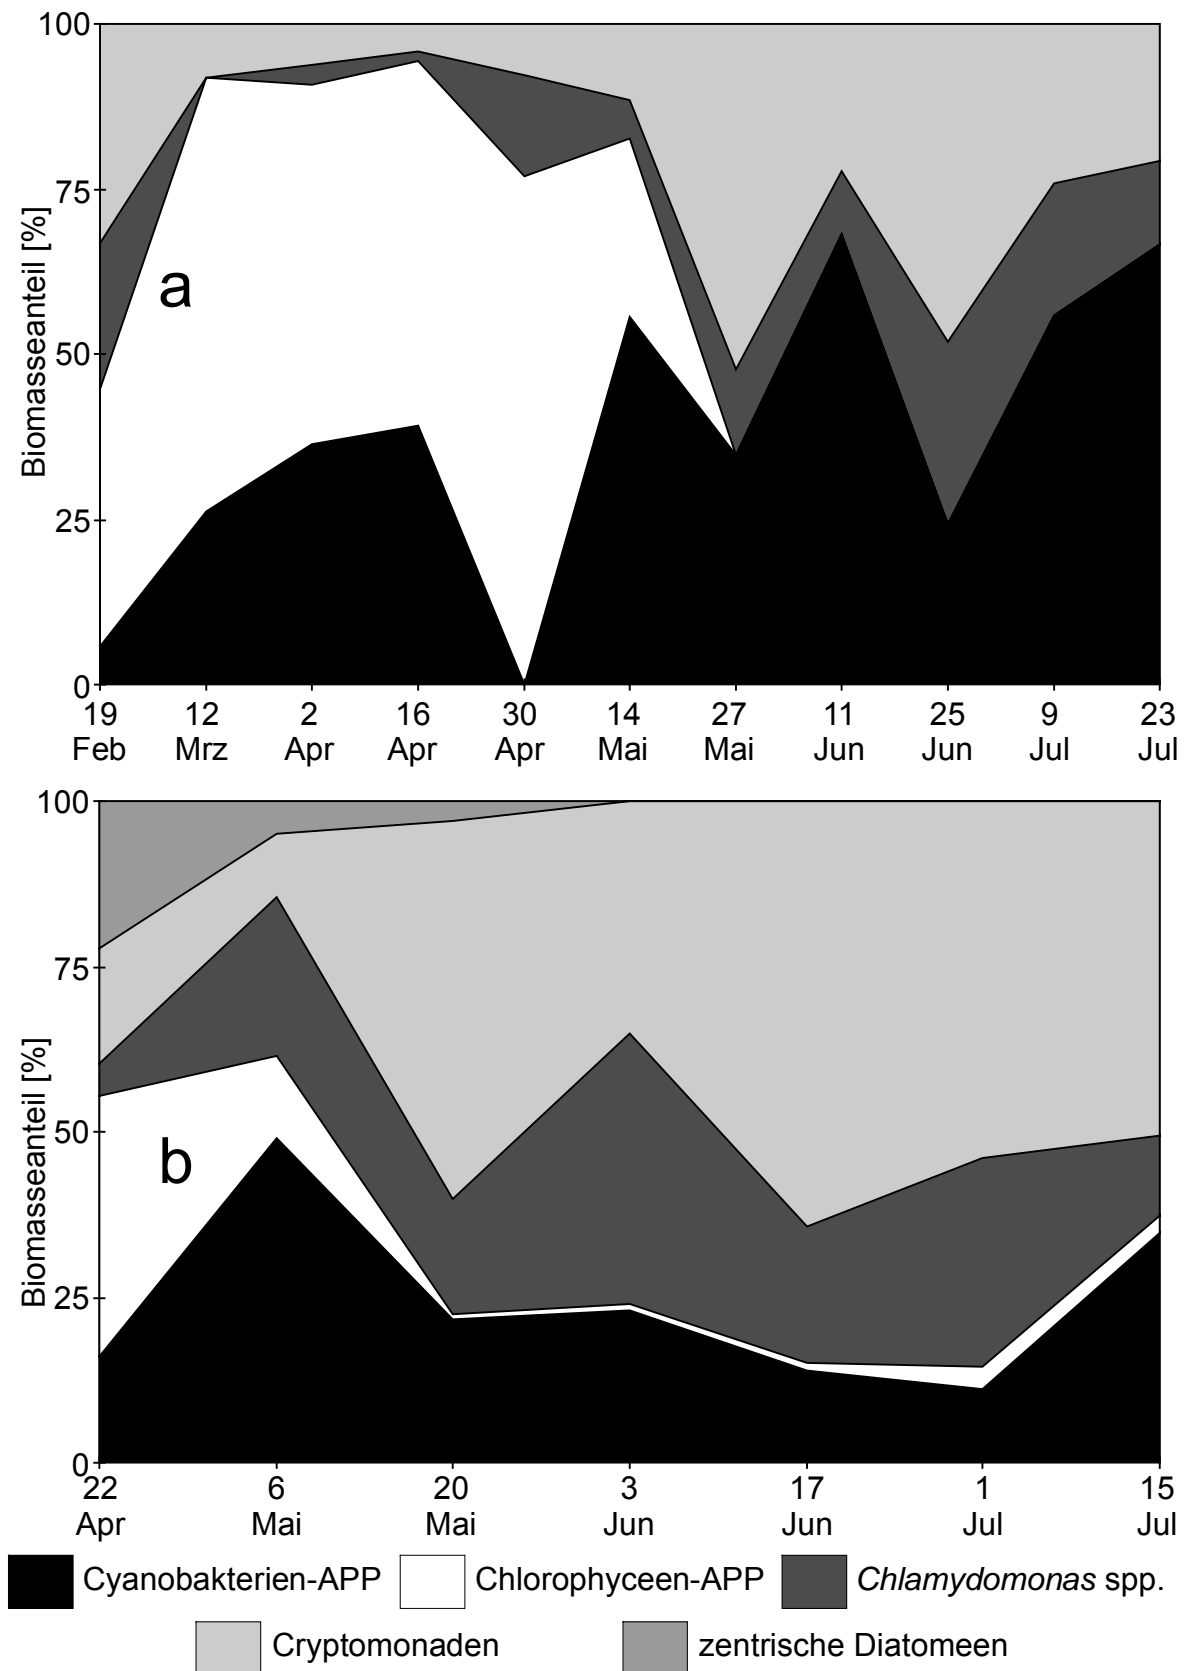 100
75
50
25
0
Biomasseanteil [%]
a
19 12 2 16 30 14 27 11 25 9 23
Feb Mrz Apr Apr Apr Mai Mai Jun Jun Jul Jul
100
75
50
25
0
Biomasseanteil [%]
b
22 6 20 3 17 1 15
Apr Mai Mai Jun Jun Jul Jul
Cyanobakterien-APP Chlorophyceen-APP Chlamydomonas spp.
Cryptomonaden zentrische Diatomeen